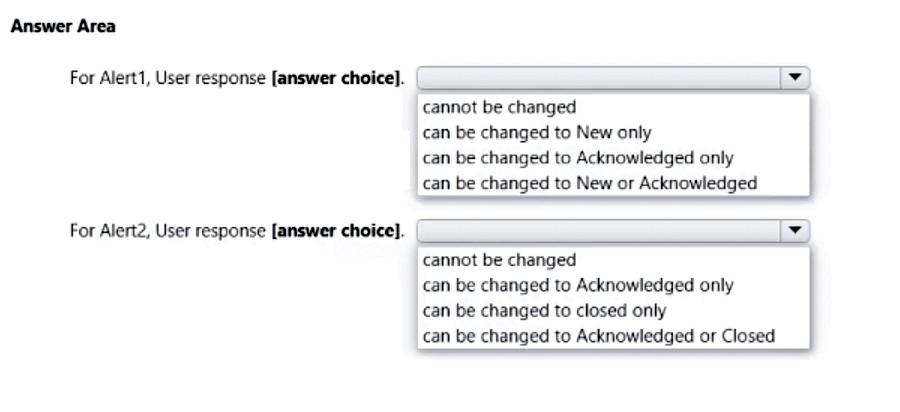 Answer Area
For Alert1, User response [answer choice].
cannot be changed
can be changed to New only
can be changed to Acknowledged only
can be changed to New or Acknowledged
For Alert2, User response [answer choice].
cannot be changed
can be changed to Acknowledged only
can be changed to closed only
can be changed to Acknowledged or Closed